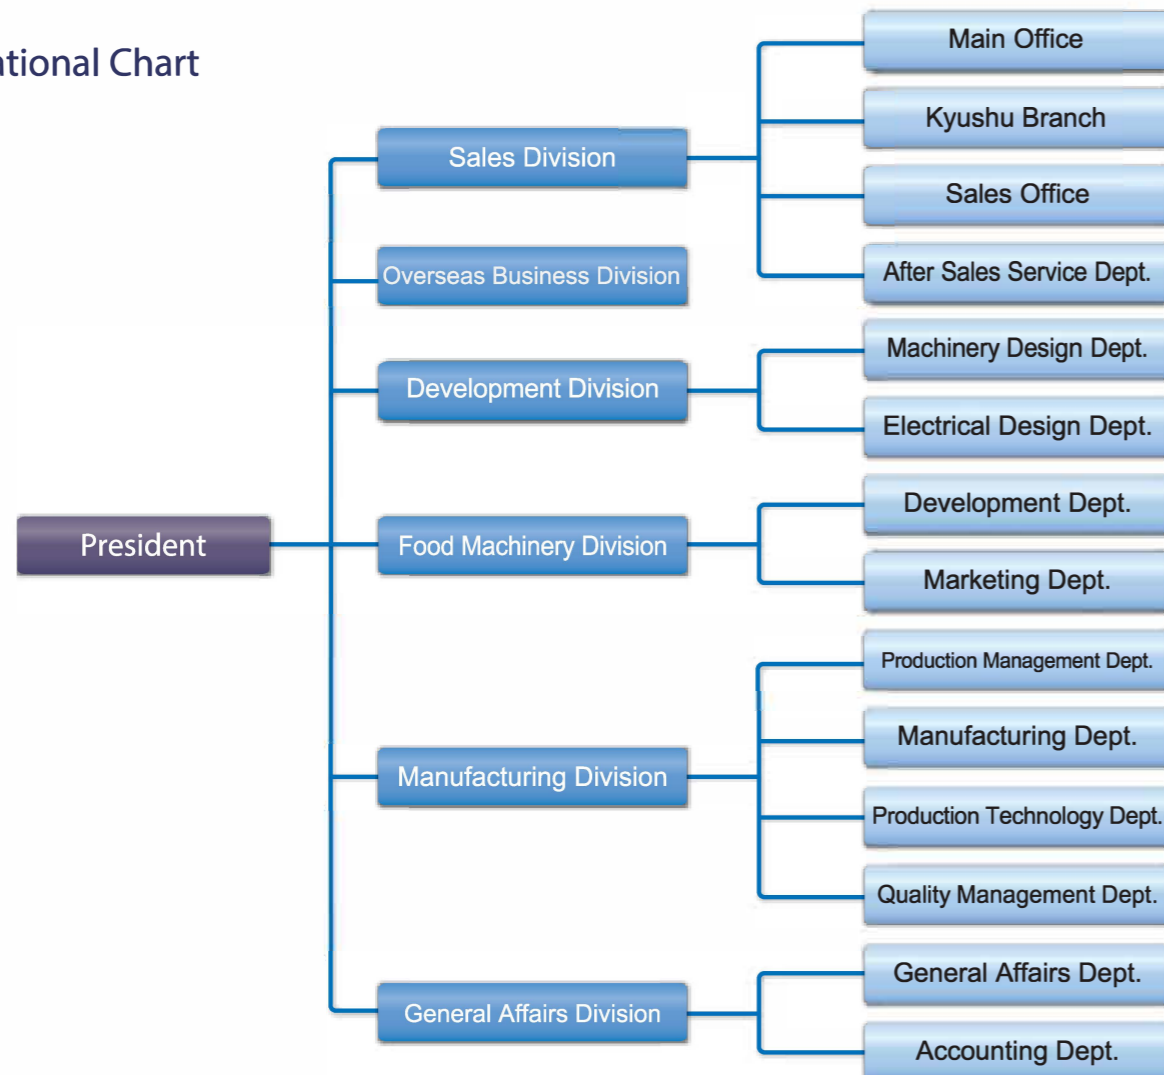 ational Chart
President
Sales Division
Overseas Business Division
Development Division
Food Machinery Division
Manufacturing Division
General Affairs Division
Main Office
Kyushu Branch
Sales Office
After Sales Service Dept.
Machinery Design Dept.
Electrical Design Dept.
Development Dept.
Marketing Dept.
Production Management Dept.
Manufacturing Dept.
Production Technology Dept.
Quality Management Dept.
General Affairs Dept.
Accounting Dept.